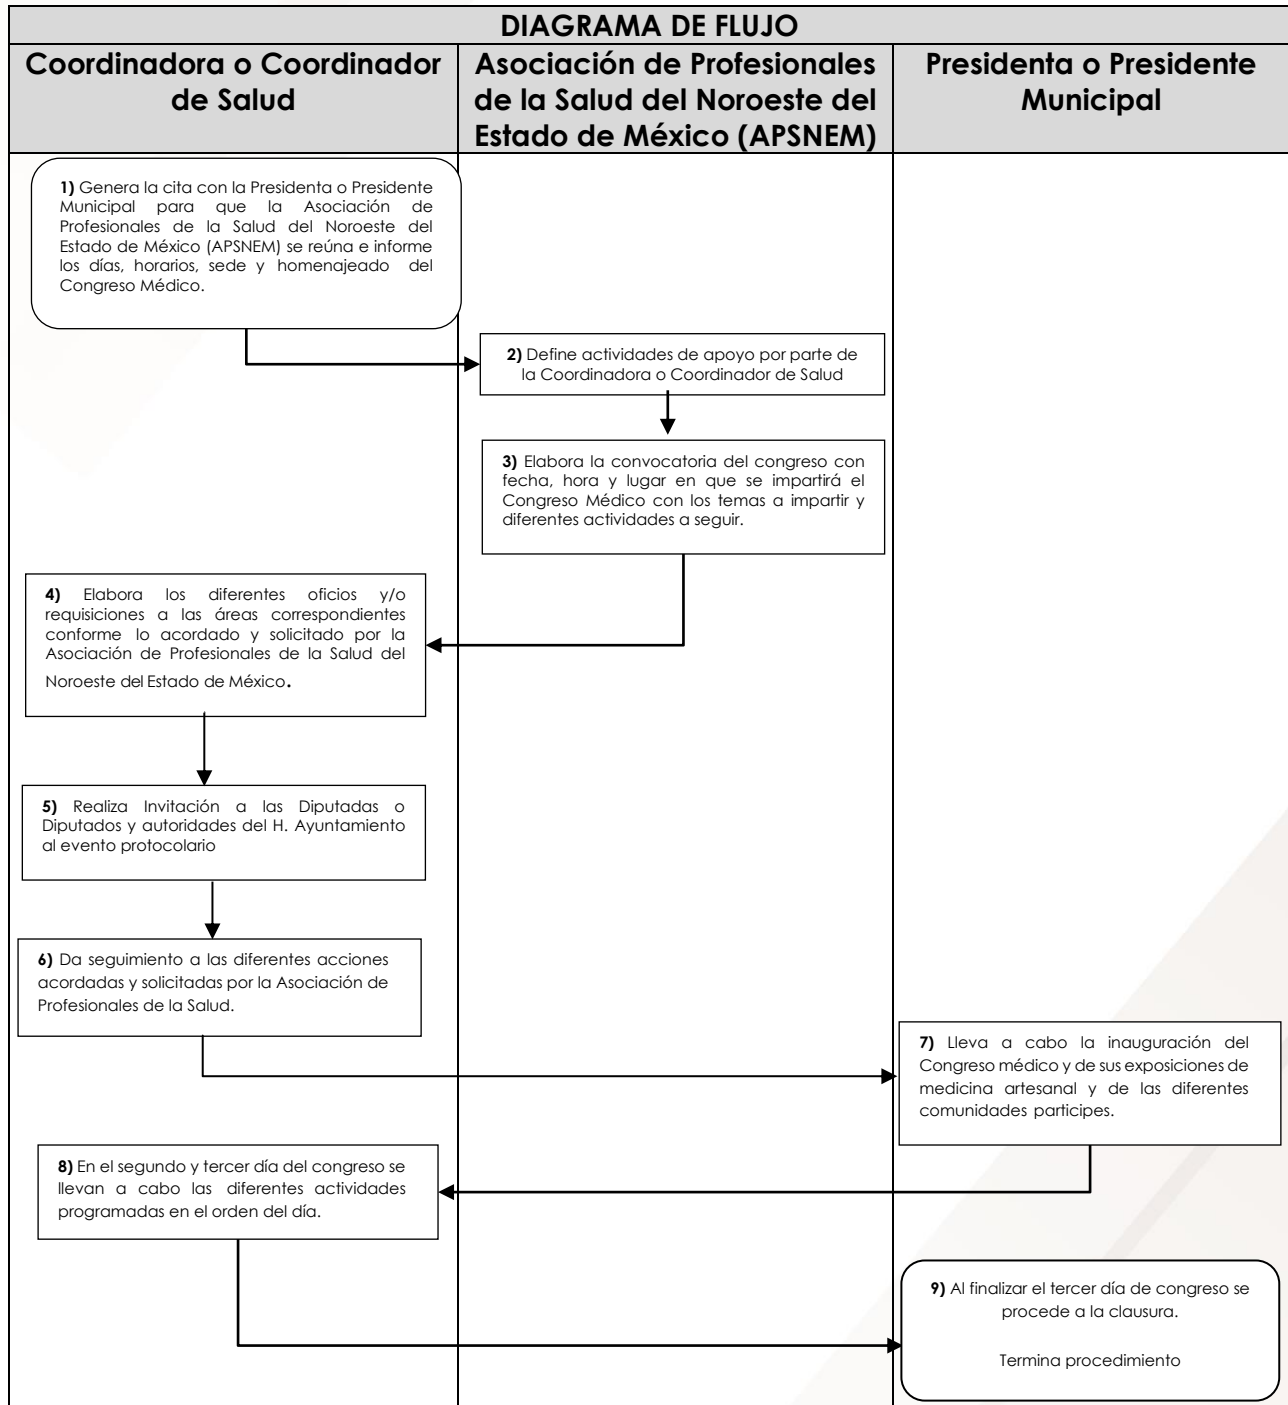 DIAGRAMA DE FLUJO
Coordinadora o Coordinador
de Salud
Asociación de Profesionales
de la Salud del Noroeste del
Estado de México (APSNEM)
Presidenta o Presidente
Municipal
1) Genera la cita con la Presidenta o Presidente
Municipal para que la Asociación de
Profesionales de la Salud del Noroeste del
Estado de México (APSNEM) se reúna e informe
los días, horarios, sede y homenajeado del
Congreso Médico.
2) Define actividades de apoyo por parte de
la Coordinadora o Coordinador de Salud
3) Elabora la convocatoria del congreso con
fecha, hora y lugar en que se impartirá el
Congreso Médico con los temas a impartir y
diferentes actividades a seguir.
4) Elabora los diferentes oficios y/o
requisiciones a las áreas correspondientes
conforme lo acordado y solicitado por la
Asociación de Profesionales de la Salud del
Noroeste del Estado de México.
5) Realiza Invitación a las Diputadas o
Diputados y autoridades del H. Ayuntamiento
al evento protocolario
6) Da seguimiento a las diferentes acciones
acordadas y solicitadas por la Asociación de
Profesionales de la Salud.
7) Lleva a cabo la inauguración del
Congreso médico y de sus exposiciones de
medicina artesanal y de las diferentes
comunidades participes.
8) En el segundo y tercer día del congreso se
llevan a cabo las diferentes actividades
programadas en el orden del día.
9) Al finalizar el tercer día de congreso se
procede a la clausura.
Termina procedimiento